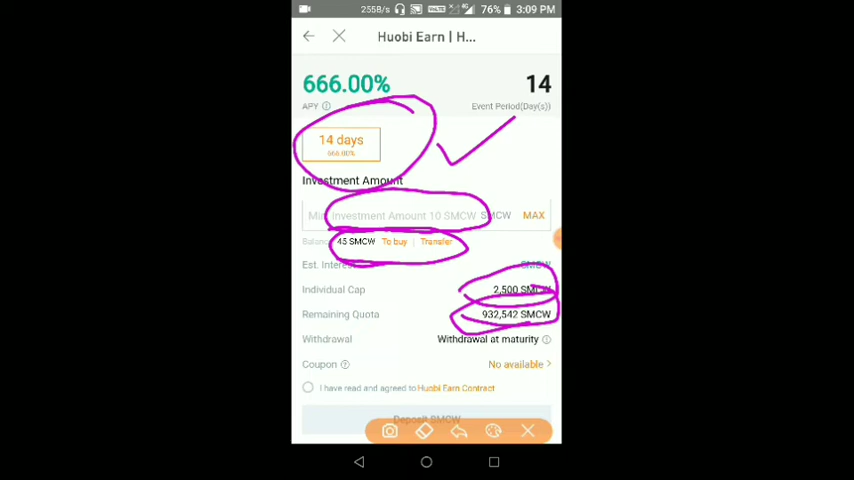 255B/s 76% 3:09 PM
Huobi Earn | H...
666.00% 14
APY Event Period(Day(s))
14 days
666.00%
Investment Amount
Min Investment Amount 10 SMCW SMCW MAX
Balance 45 SMCW To buy | Transfer
Est. Interest SMCW
Individual Cap 2,500 SMCW
Remaining Quota 932,542 SMCW
Withdrawal Withdrawal at maturity
Coupon No available >
I have read and agreed to Huobi Earn Contract
Deposit SMCW